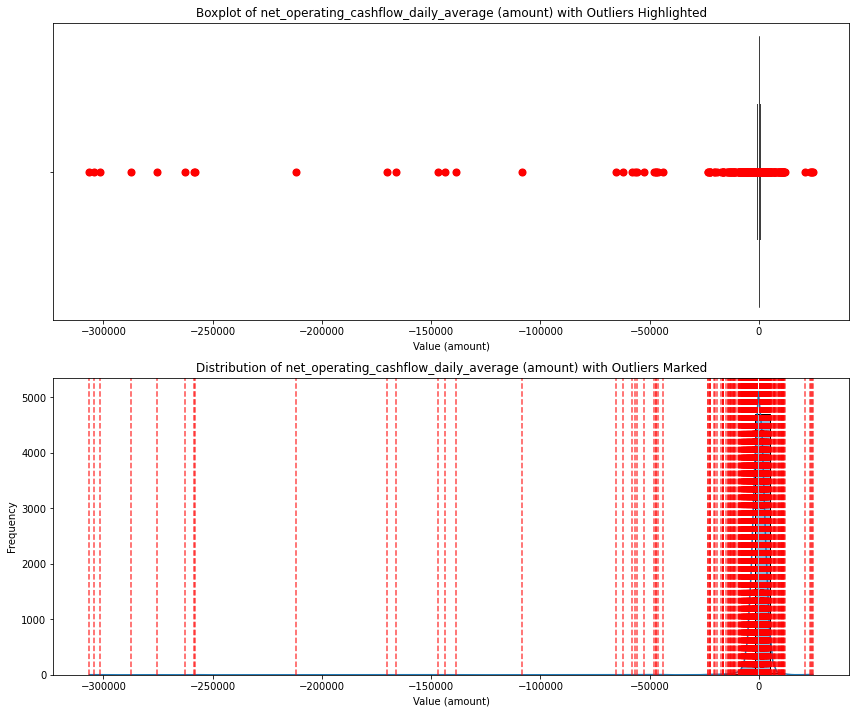 Boxplot of net_operating_cashflow_daily_average (amount) with Outliers Highlighted
−300000 −250000 −200000 −150000 −100000 −50000 0
Value (amount)
Distribution of net_operating_cashflow_daily_average (amount) with Outliers Marked
5000
4000
3000
2000
1000
0
Frequency
−300000 −250000 −200000 −150000 −100000 −50000 0
Value (amount)